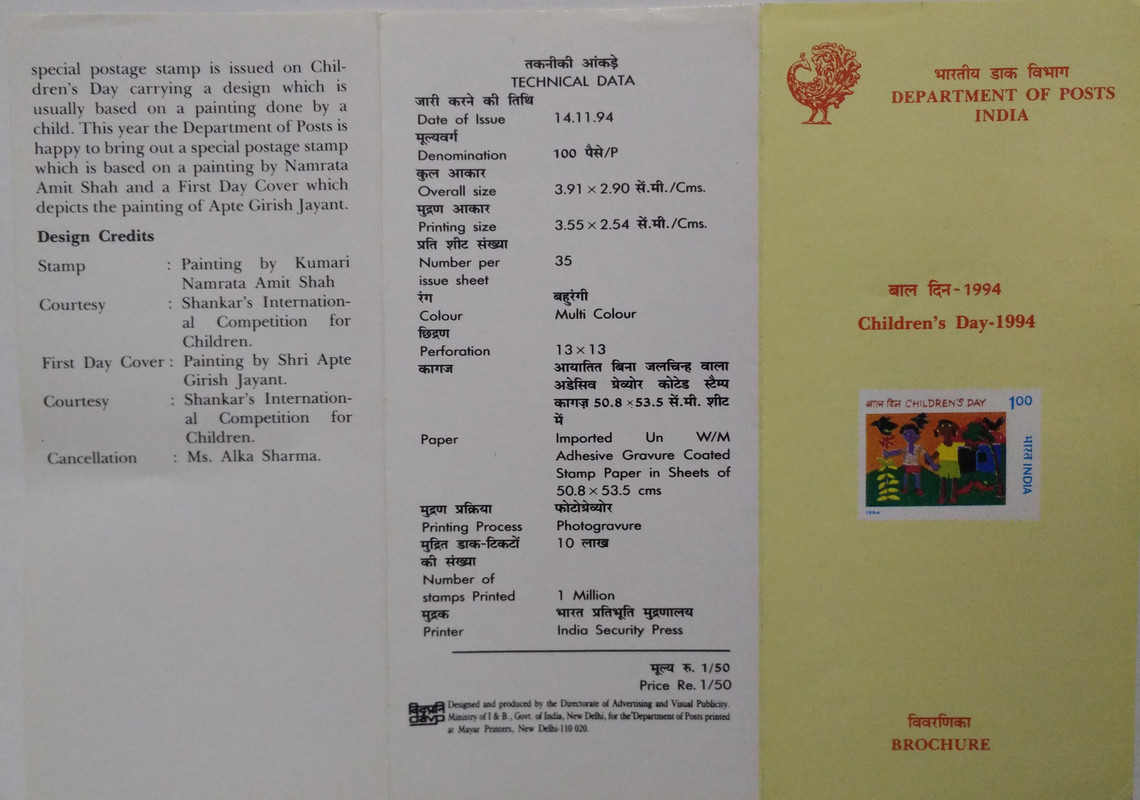 special postage stamp is issued on Chil-
dren's Day carrying a design which is
usually based on a painting done by a
child. This year the Department of Posts is
happy to bring out a special postage stamp
which is based on a painting by Namrata
Amit Shah and a First Day Cover which
depicts the painting of Apte Girish Jayant.
Design Credits
Stamp : Painting by Kumari
Namrata Amit Shah
Courtesy : Shankar's Internation-
al Competition for
Children.
First Day Cover : Painting by Shri Apte
Girish Jayant.
Courtesy : Shankar's Internation-
al Competition for
Children.
Cancellation : Ms. Alka Sharma.
तकनीकी आंकड़े
TECHNICAL DATA
जारी करने की तिथि
Date of Issue 14.11.94
मूल्यवर्ग
Denomination 100 पैसे/P
कुल आकार
Overall size 3.91 × 2.90 सें.मी./Cms.
मुद्रण आकार
Printing size 3.55 × 2.54 सें.मी./Cms.
प्रति शीट संख्या
Number per 35
issue sheet
रंग बहुरंगी
Colour Multi Colour
छिद्रण
Perforation 13 × 13
कागज आयातित बिना जलचिन्ह वाला
अडेसिव ग्रेव्योर कोटेड स्टैम्प
कागज़ 50.8 × 53.5 सें.मी. शीट
में
Paper Imported Un W/M
Adhesive Gravure Coated
Stamp Paper in Sheets of
50.8 × 53.5 cms
मुद्रण प्रक्रिया फोटोग्रेव्योर
Printing Process Photogravure
मुद्रित डाक-टिकटों 10 लाख
की संख्या
Number of
stamps Printed 1 Million
मुद्रक भारत प्रतिभूति मुद्रणालय
Printer India Security Press
मूल्य रु. 1/50
Price Re. 1/50
विदृप्रनि
davp
Designed and produced by the Directorate of Advertising and Visual Publicity,
Ministry of I & B., Govt. of India, New Delhi, for the Department of Posts printed
at Mayar Printers, New Delhi-110 020.
भारतीय डाक विभाग
DEPARTMENT OF POSTS
INDIA
बाल दिन - 1994
Children's Day-1994
बाल दिन CHILDREN'S DAY 100
भारत INDIA
1994
विवरणिका
BROCHURE